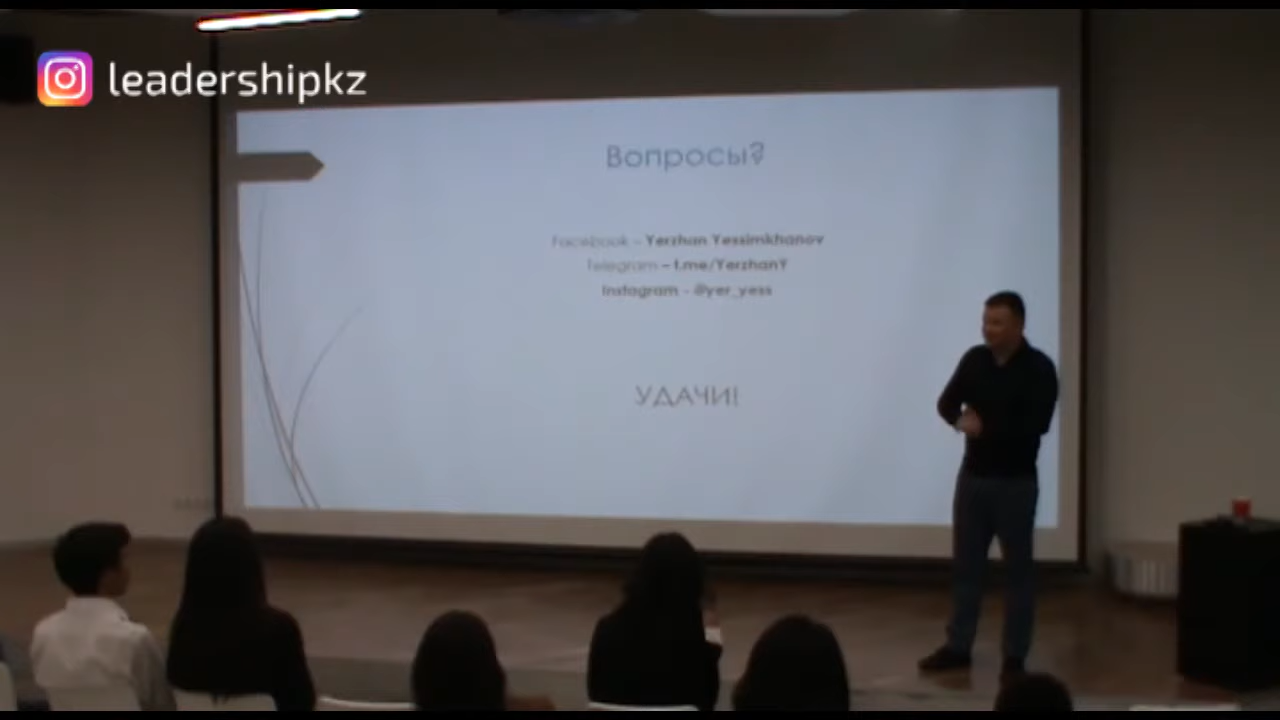 leadershipkz
Вопросы?
Facebook – Yerzhan Yessimkhanov
Telegram – t.me/YerzhanY
Instagram - @yer_yess
УДАЧИ!